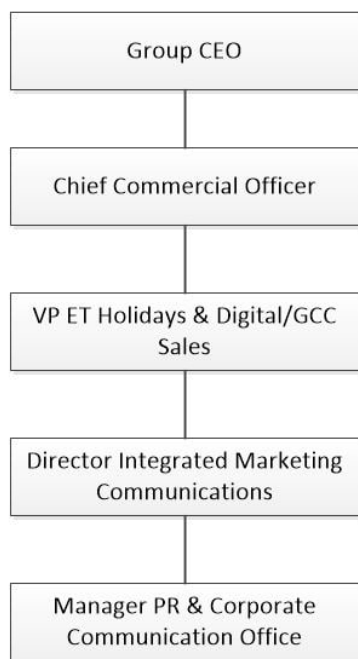 Group CEO
Chief Commercial Officer
VP ET Holidays & Digital/GCC
Sales
Director Integrated Marketing
Communications
Manager PR & Corporate
Communication Office